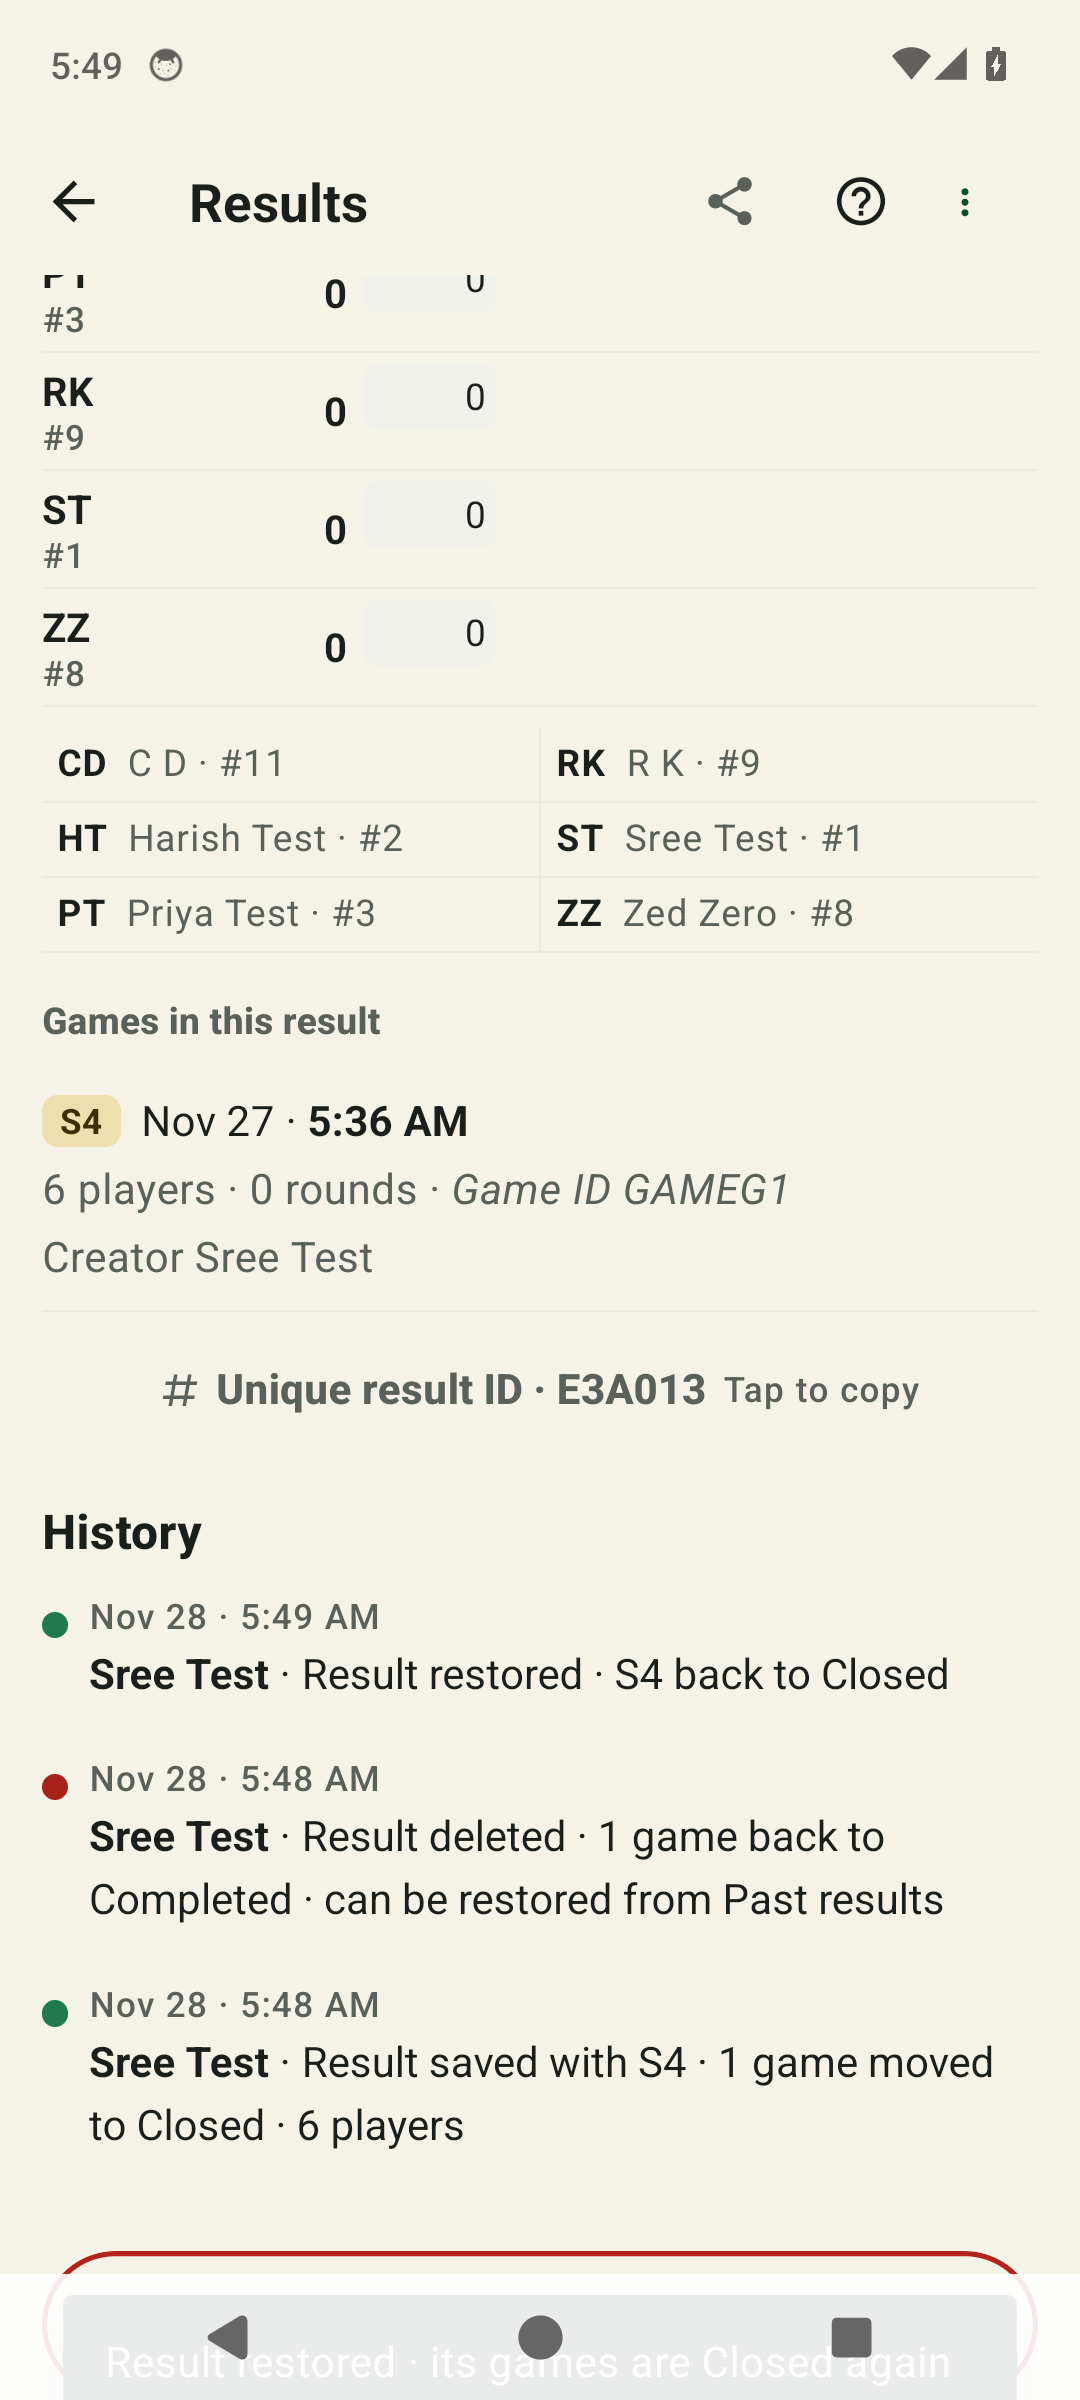 5:49
Results
PT
0
0
#3
RK
0
0
#9
ST
0
0
#1
ZZ
0
0
#8
CD C D · #11
RK R K · #9
HT Harish Test · #2
ST Sree Test · #1
PT Priya Test · #3
ZZ Zed Zero · #8
Games in this result
S4 Nov 27 · 5:36 AM
6 players · 0 rounds · Game ID GAMEG1
Creator Sree Test
# Unique result ID · E3A013 Tap to copy
History
Nov 28 · 5:49 AM
Sree Test · Result restored · S4 back to Closed
Nov 28 · 5:48 AM
Sree Test · Result deleted · 1 game back to
Completed · can be restored from Past results
Nov 28 · 5:48 AM
Sree Test · Result saved with S4 · 1 game moved
to Closed · 6 players
Result restored · its games are Closed again